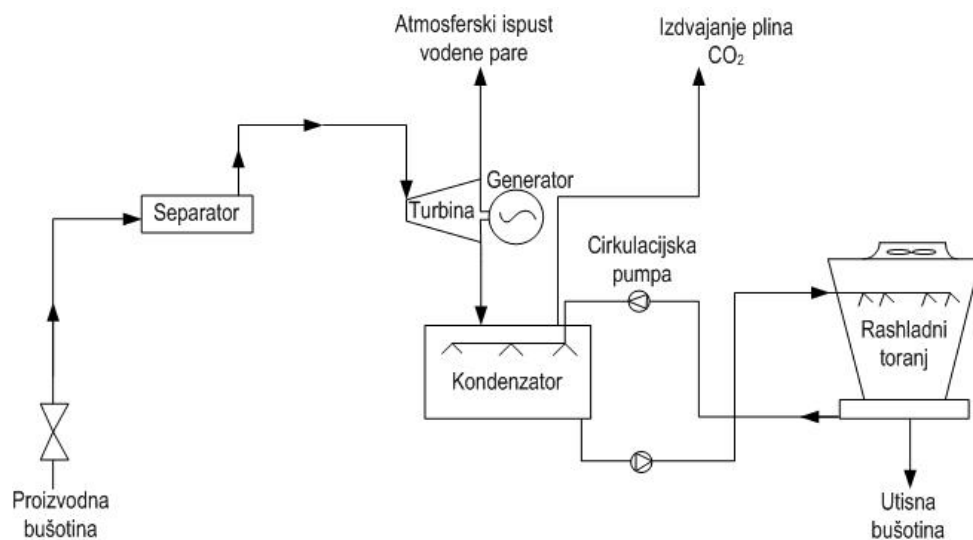 Atmosferski ispust
vodene pare
Izdvajanje plina
CO₂
Separator
Turbina
Generator
Cirkulacijska
pumpa
Rashladni
toranj
Kondenzator
Proizvodna
bušotina
Utisna
bušotina